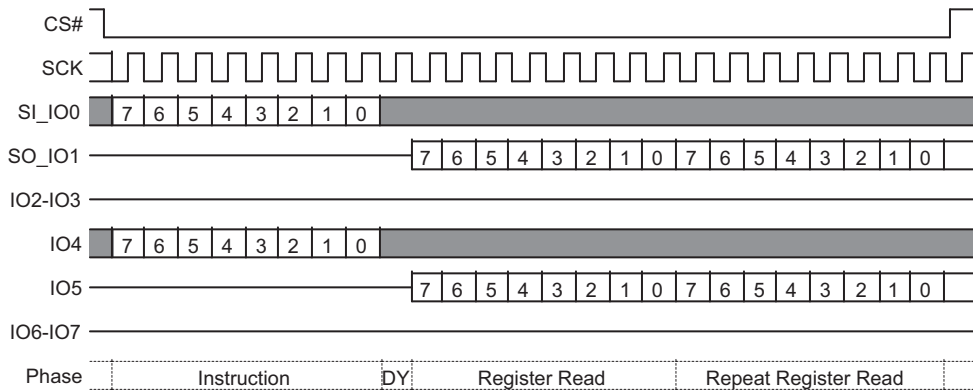 CS#
SCK
SI_IO0 7 6 5 4 3 2 1 0
SO_IO1 7 6 5 4 3 2 1 0 7 6 5 4 3 2 1 0
IO2-IO3
IO4 7 6 5 4 3 2 1 0
IO5 7 6 5 4 3 2 1 0 7 6 5 4 3 2 1 0
IO6-IO7
Phase Instruction DY Register Read Repeat Register Read